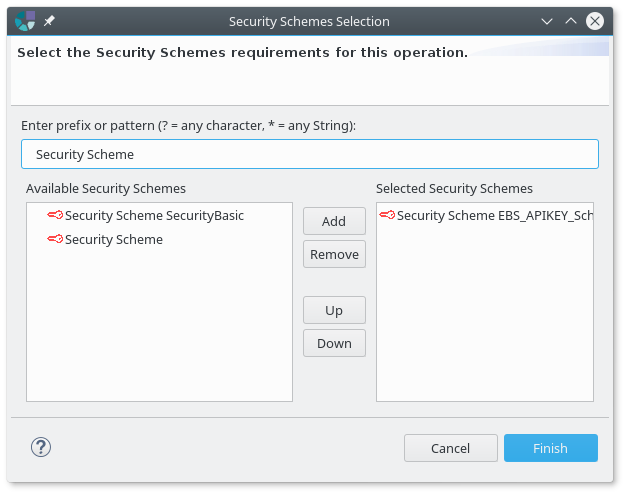 Security Schemes Selection
Select the Security Schemes requirements for this operation.
Enter prefix or pattern (? = any character, * = any String):
Security Scheme
Available Security Schemes
Security Scheme SecurityBasic
Security Scheme
Add
Remove
Up
Down
Selected Security Schemes
Security Scheme EBS_APIKEY_Sch
?
Cancel
Finish